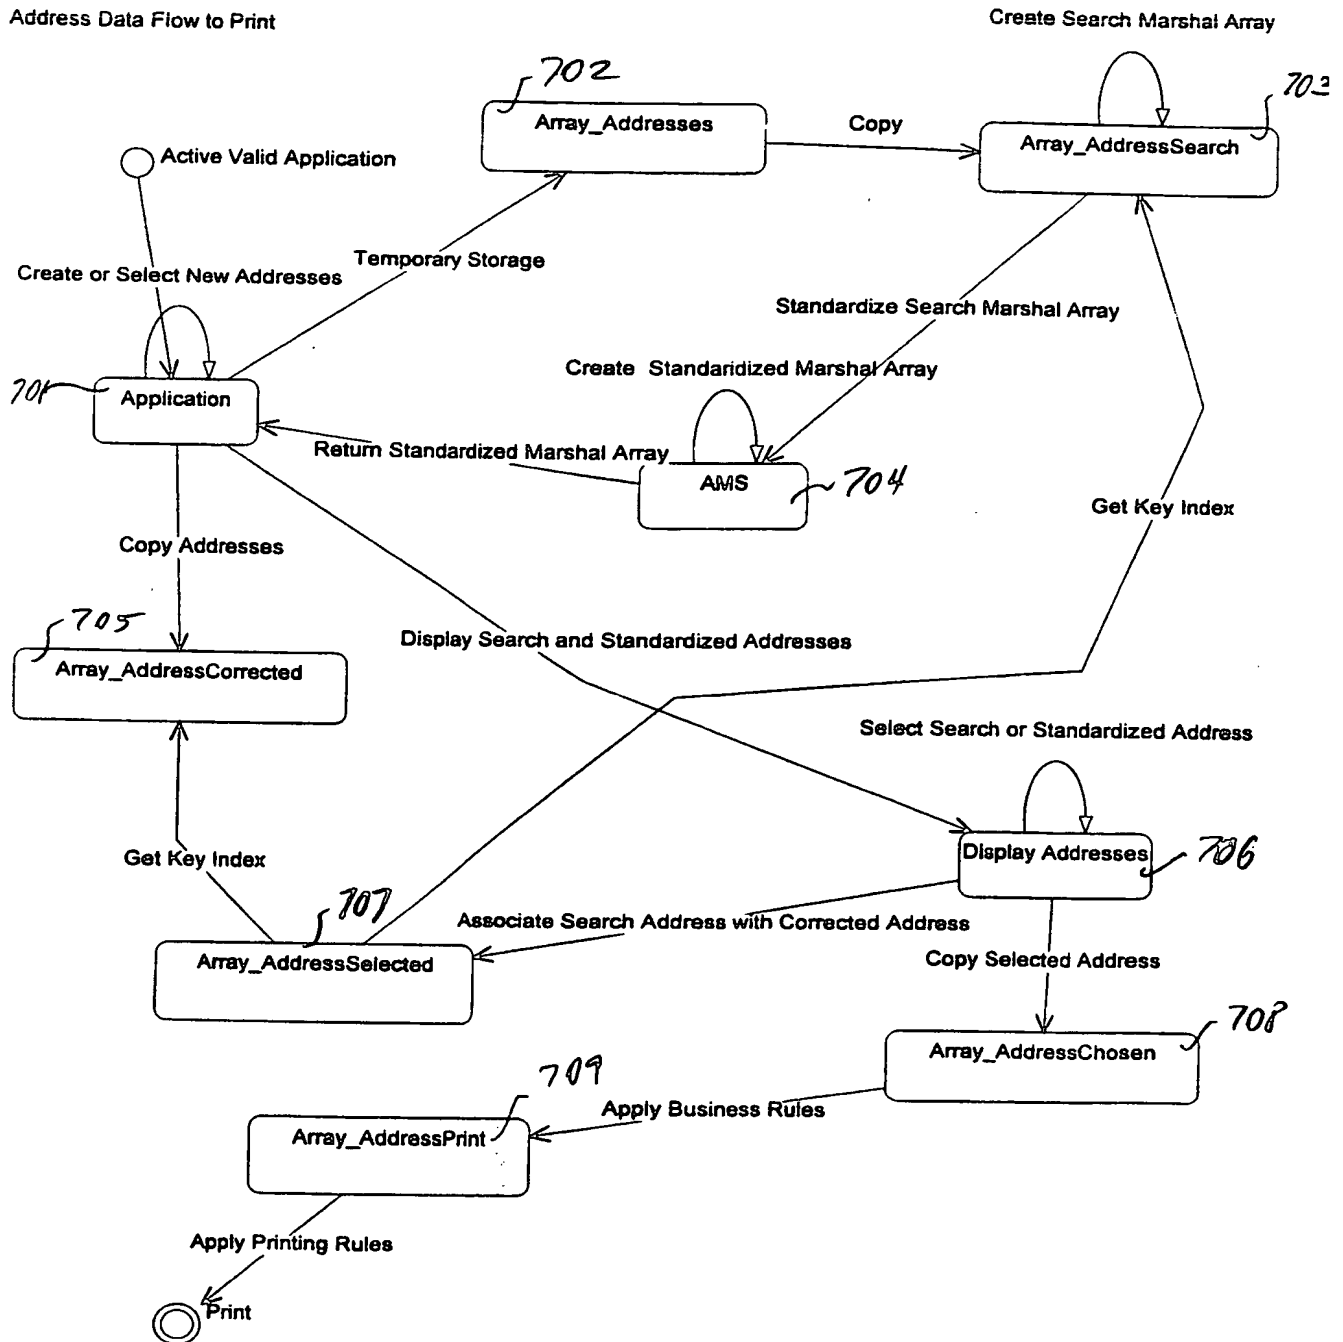 Address Data Flow to Print
Create Search Marshal Array
702
703
Array_Addresses
Copy
Array_AddressSearch
Active Valid Application
Temporary Storage
Create or Select New Addresses
Standardize Search Marshal Array
Create Standaridized Marshal Array
701
Application
Return Standardized Marshal Array
AMS
704
Get Key Index
Copy Addresses
705
Display Search and Standardized Addresses
Array_AddressCorrected
Select Search or Standardized Address
Get Key Index
Display Addresses
706
707
Associate Search Address with Corrected Address
Array_AddressSelected
Copy Selected Address
708
Array_AddressChosen
709
Apply Business Rules
Array_AddressPrint
Apply Printing Rules
Print